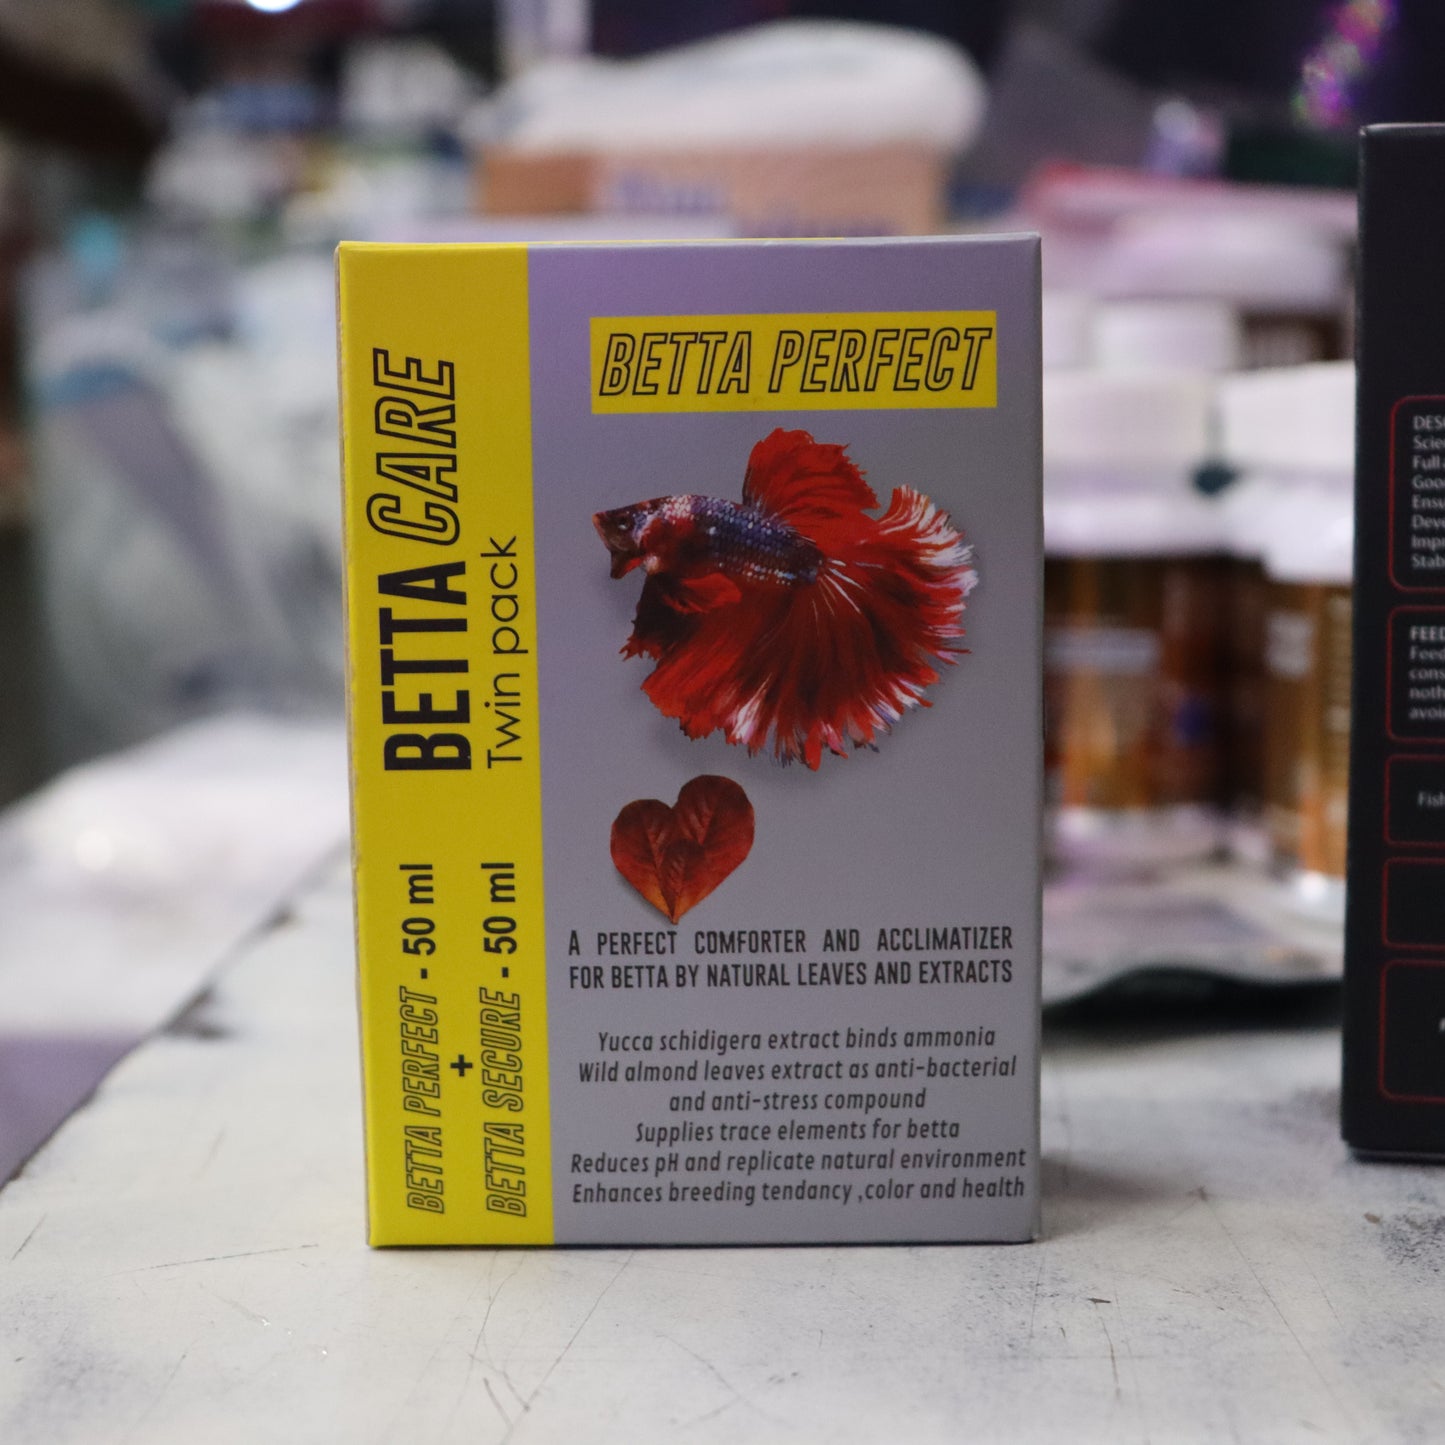 BETTA CARE
Twin pack
BETTA PERFECT - 50 ml
+
BETTA SECURE - 50 ml
BETTA PERFECT
A PERFECT COMFORTER AND ACCLIMATIZER
FOR BETTA BY NATURAL LEAVES AND EXTRACTS
Yucca schidigera extract binds ammonia
Wild almond leaves extract as anti-bacterial
and anti-stress compound
Supplies trace elements for betta
Reduces pH and replicate natural environment
Enhances breeding tendancy ,color and health
FEED